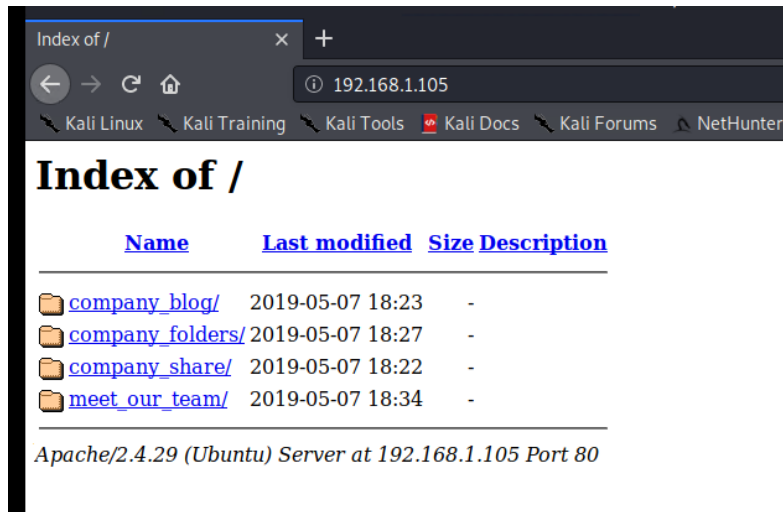 Index of /
192.168.1.105
Kali Linux Kali Training Kali Tools Kali Docs Kali Forums NetHunter
Index of /
Name Last modified Size Description
company_blog/ 2019-05-07 18:23 -
company_folders/ 2019-05-07 18:27 -
company_share/ 2019-05-07 18:22 -
meet_our_team/ 2019-05-07 18:34 -
Apache/2.4.29 (Ubuntu) Server at 192.168.1.105 Port 80